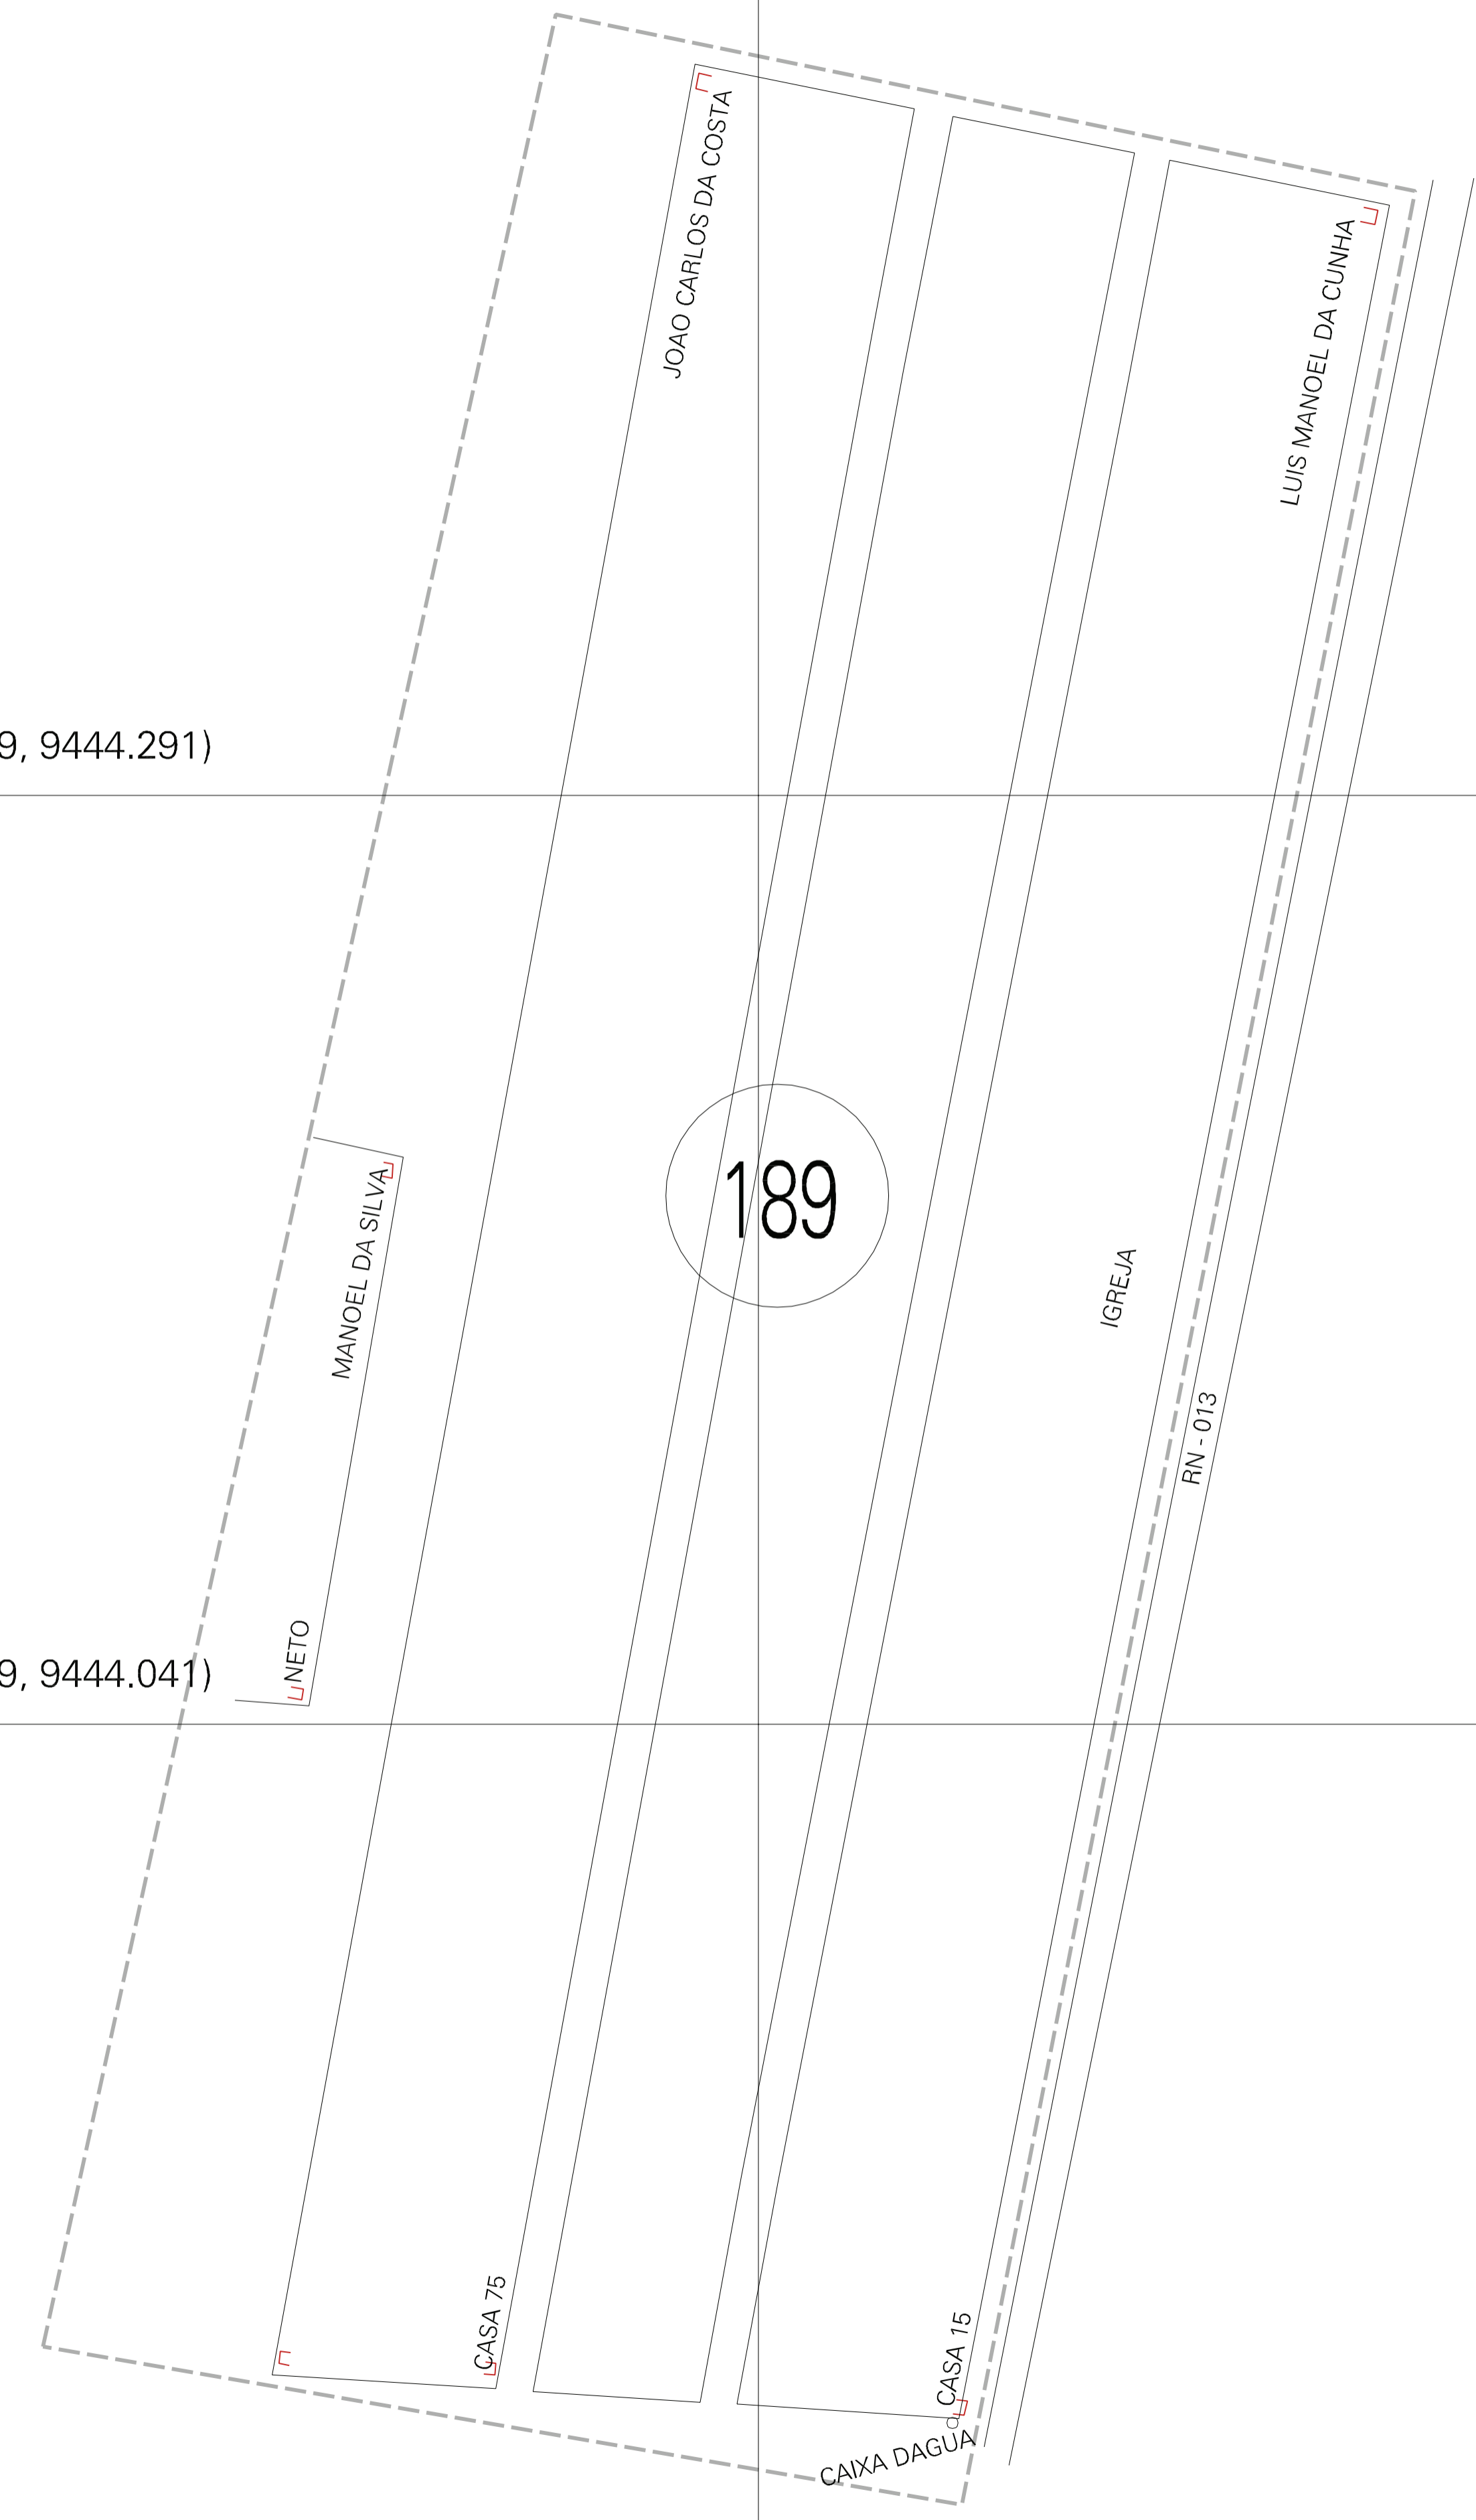 JOAO CARLOS DA COSTA
LUIS MANOEL DA CUNHA
9, 9444.291)
MANOEL DA SILVA
189
IGREJA
RN - 013
NETO
9, 9444.041)
CASA 75
CASA 15
CAIXA DAGUA